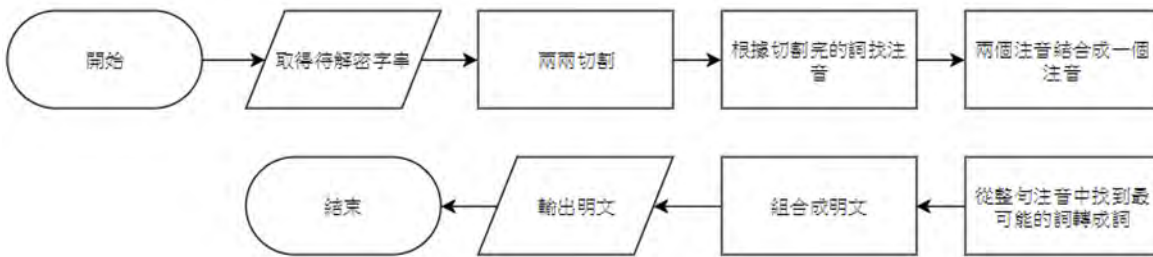 開始
取得待解密字串
兩兩切割
根據切割完的詞找注
音
兩個注音結合成一個
注音
從整句注音中找到最
可能的詞轉成詞
組合成明文
輸出明文
結束